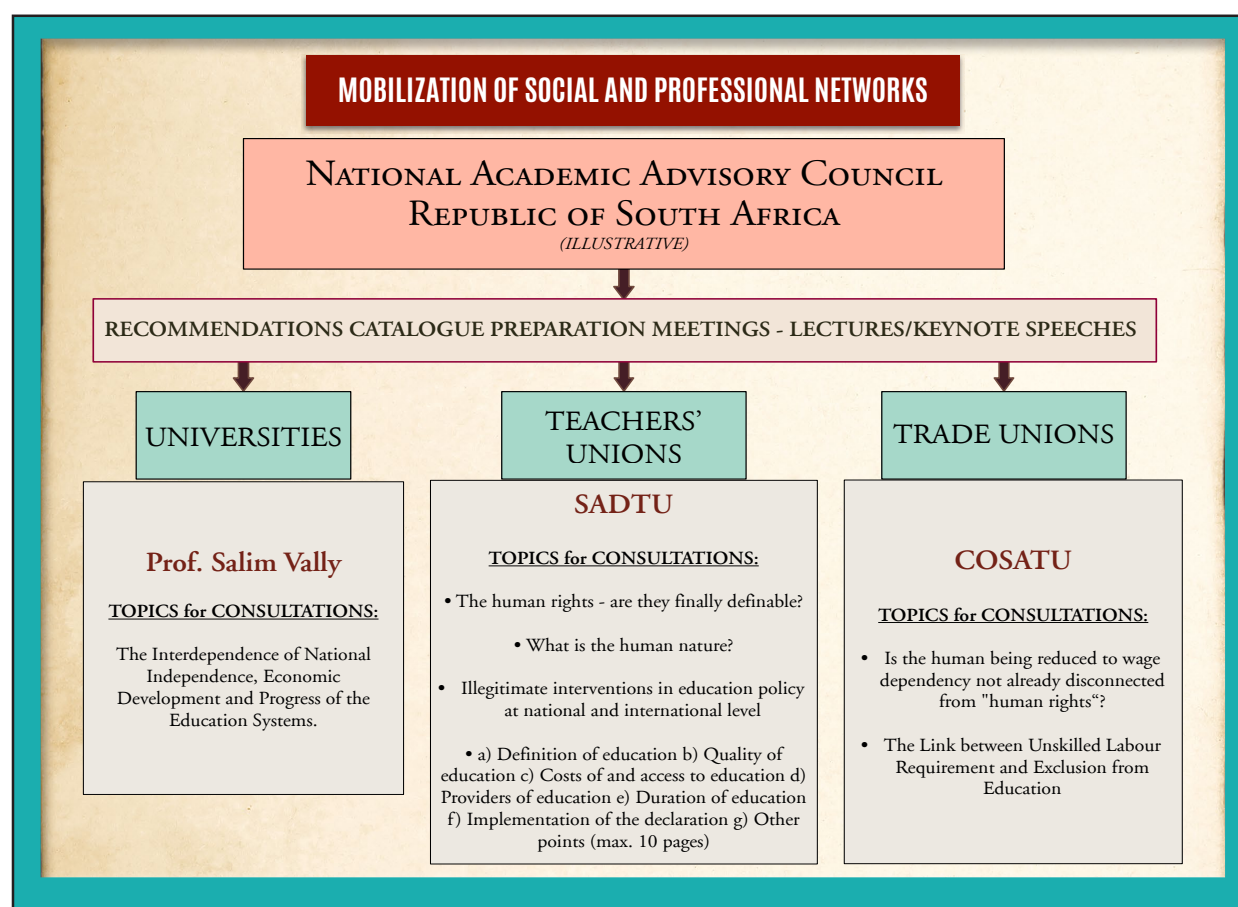 MOBILIZATION OF SOCIAL AND PROFESSIONAL NETWORKS
NATIONAL ACADEMIC ADVISORY COUNCIL
REPUBLIC OF SOUTH AFRICA
(ILLUSTRATIVE)
RECOMMENDATIONS CATALOGUE PREPARATION MEETINGS - LECTURES/KEYNOTE SPEECHES
UNIVERSITIES
Prof. Salim Vally
TOPICS for CONSULTATIONS:
The Interdependence of National
Independence, Economic
Development and Progress of the
Education Systems.
TEACHERS'
UNIONS
SADTU
TOPICS for CONSULTATIONS:
• The human rights - are they finally definable?
• What is the human nature?
• Illegitimate interventions in education policy
at national and international level
• a) Definition of education b) Quality of
education c) Costs of and access to education d)
Providers of education e) Duration of education
f) Implementation of the declaration g) Other
points (max. 10 pages)
TRADE UNIONS
COSATU
TOPICS for CONSULTATIONS:
• Is the human being reduced to wage
dependency not already disconnected
from "human rights“?
• The Link between Unskilled Labour
Requirement and Exclusion from
Education